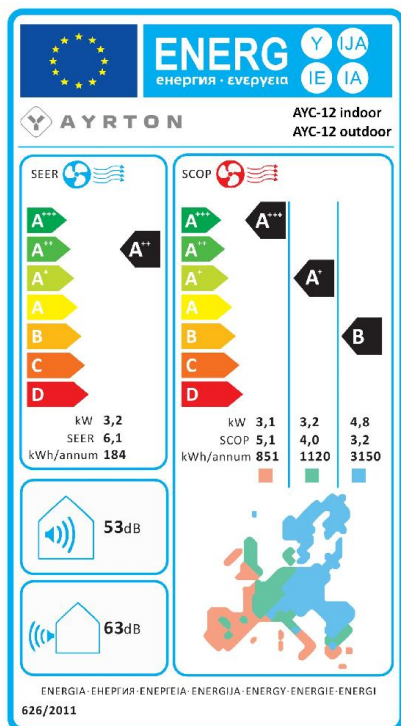 ENERG
енергия · ενεργεια
Y IJA
IE IA
AYRTON
AYC-12 indoor
AYC-12 outdoor
SEER
A+++
A++
A+
A
B
C
D
A++
kW 3,2
SEER 6,1
kWh/annum 184
SCOP
A+++
A++
A+
A
B
C
D
A+++
A+
B
kW 3,1 3,2 4,8
SCOP 5,1 4,0 3,2
kWh/annum 851 1120 3150
53dB
63dB
ENERGIA·ЕНЕРГИЯ·ΕΝΕΡΓΕΙΑ·ENERGIJA·ENERGY·ENERGIE·ENERGI
626/2011